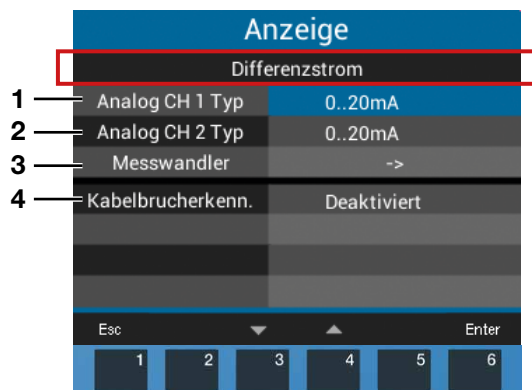 Anzeige
Differenzstrom
1 Analog CH 1 Typ 0..20mA
2 Analog CH 2 Typ 0..20mA
3 Messwandler ->
4 Kabelbrucherkenn. Deaktiviert
Esc Enter
1 2 3 4 5 6